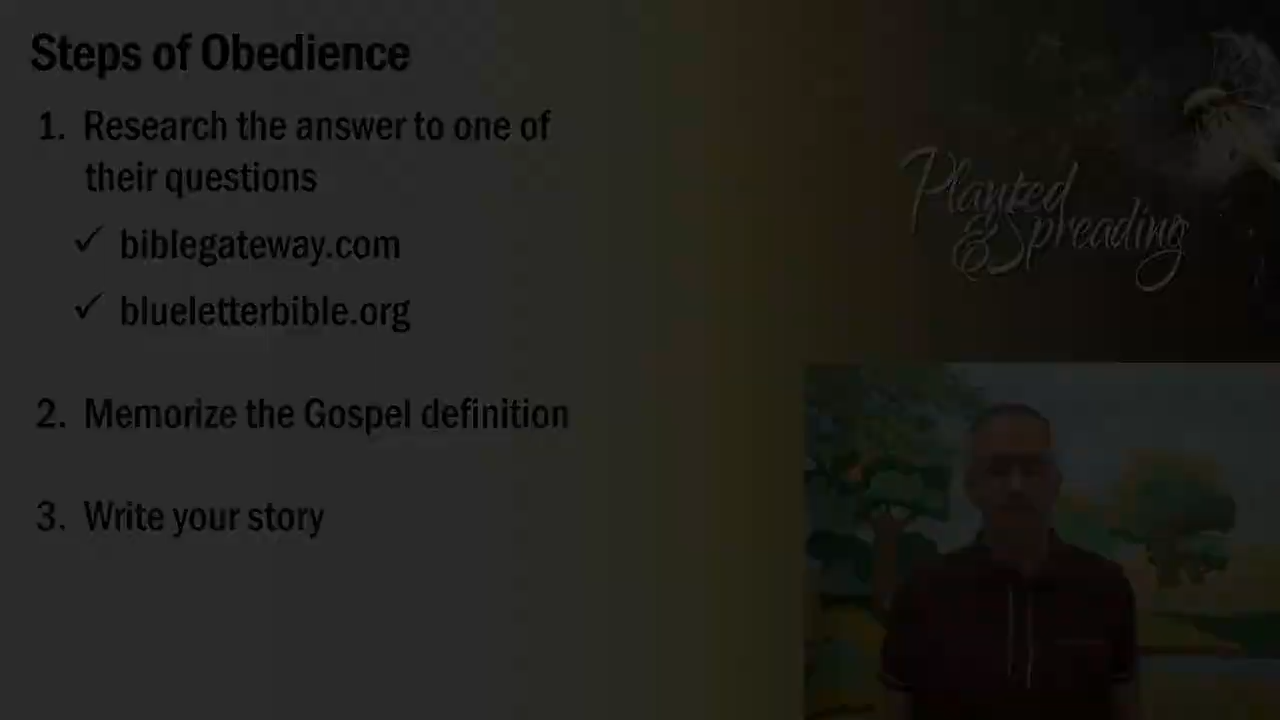 Steps of Obedience
1. Research the answer to one of
their questions
✓ biblegateway.com
✓ blueletterbible.org
2. Memorize the Gospel definition
3. Write your story
Planted
& Spreading